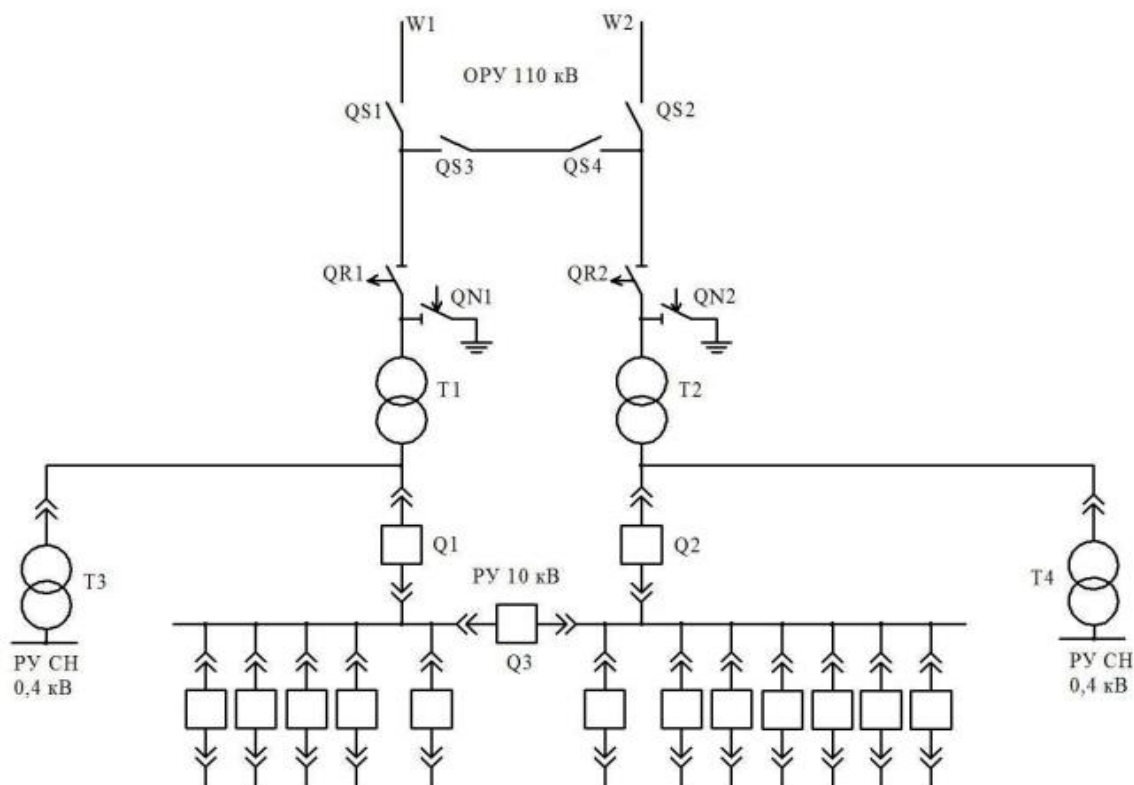 W1
W2
ОРУ 110 кВ
QS1
QS2
QS3
QS4
QR1
QN1
QR2
QN2
T1
T2
T3
Q1
РУ 10 кВ
Q2
T4
Q3
РУ СН
0,4 кВ
РУ СН
0,4 кВ